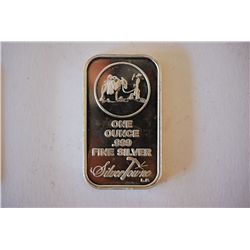 ONE
OUNCE
.999
FINE SILVER
Silvertowne
L.P.